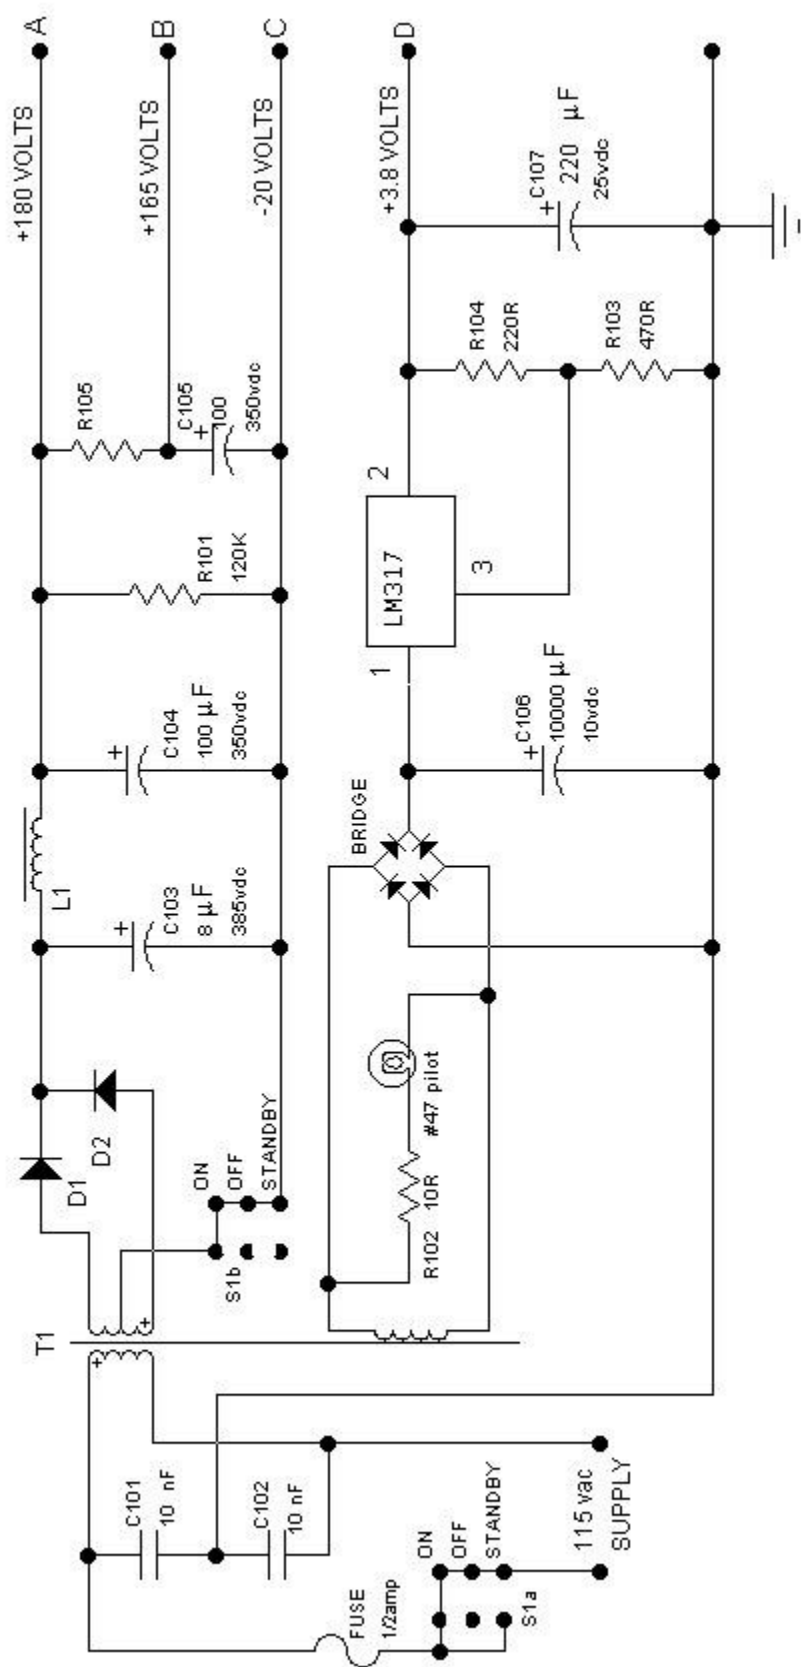 T1
D1
D2
L1
C103
8 µF
385vdc
C104
100 µF
350vdc
R101
120K
R105
C105
100
350vdc
+180 VOLTS
A
+165 VOLTS
B
-20 VOLTS
C
ON
OFF
STANDBY
S1b
C101
10 nF
C102
10 nF
FUSE
1/2amp
ON
OFF
STANDBY
S1a
115 vac
SUPPLY
R102
10R
#47 pilot
BRIDGE
C106
10000 µF
10vdc
1
LM317
2
3
R104
220R
R103
470R
C107
220 µF
25vdc
+3.8 VOLTS
D